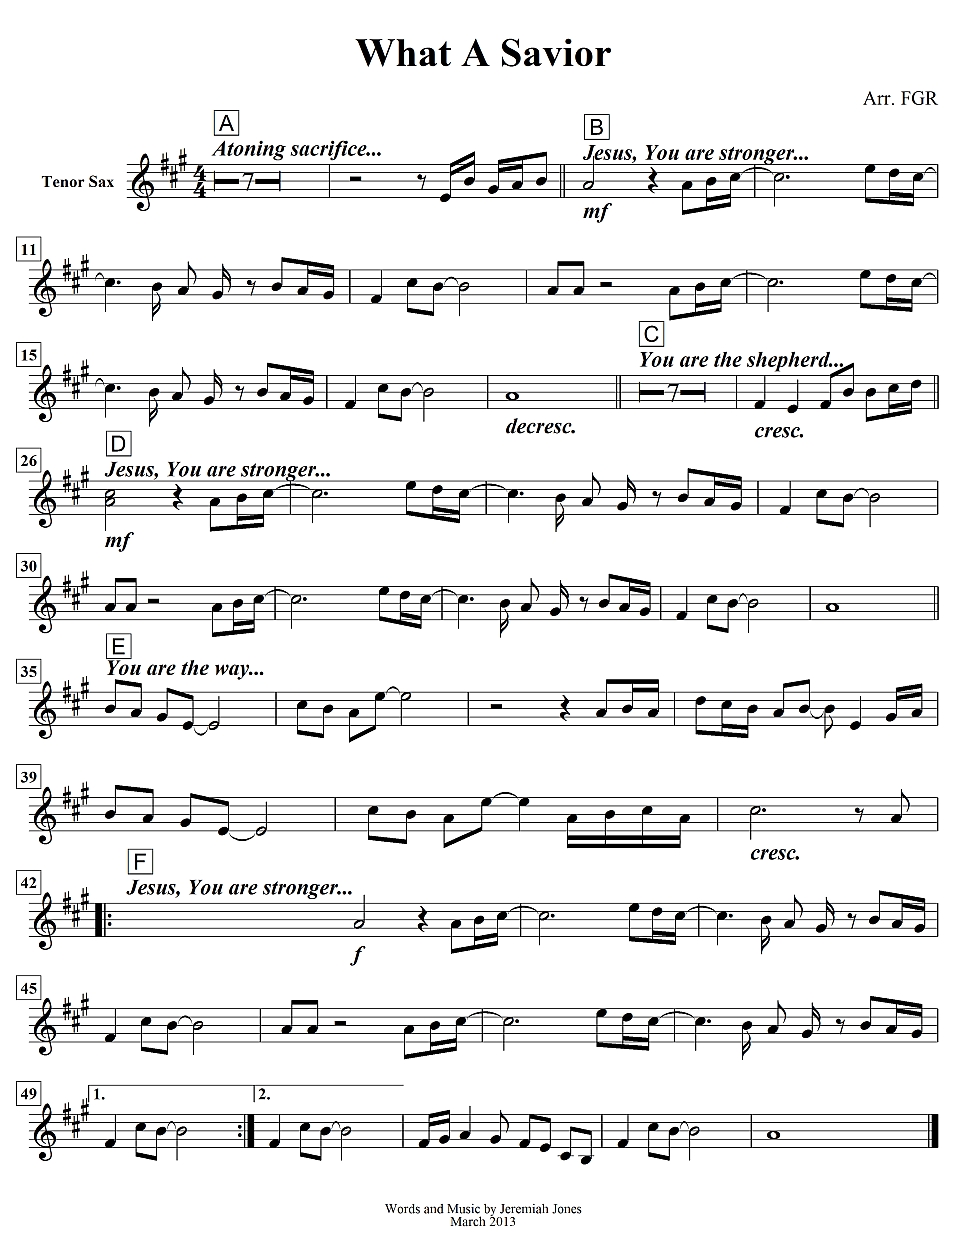 What A Savior
Arr. FGR
A
Atoning sacrifice...
B
Jesus, You are stronger...
Tenor Sax
4
4
7
mf
11
C
15
You are the shepherd...
7
decresc.
cresc.
D
26
Jesus, You are stronger...
mf
30
E
35
You are the way...
39
cresc.
F
42
Jesus, You are stronger...
f
45
49
1.
2.
Words and Music by Jeremiah Jones
March 2013